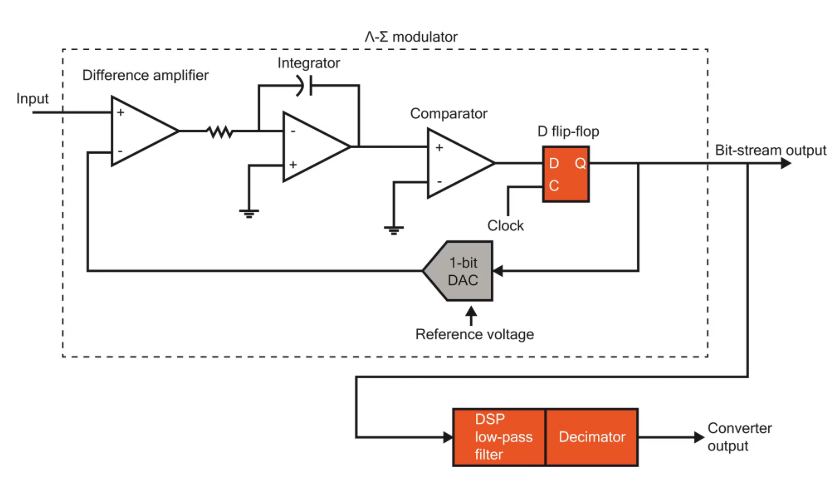 Λ-Σ modulator
Integrator
Difference amplifier
Input
+
-
-
+
Comparator
+
-
D flip-flop
D Q
C
Clock
Bit-stream output
1-bit
DAC
Reference voltage
DSP
low-pass
filter
Decimator
Converter
output